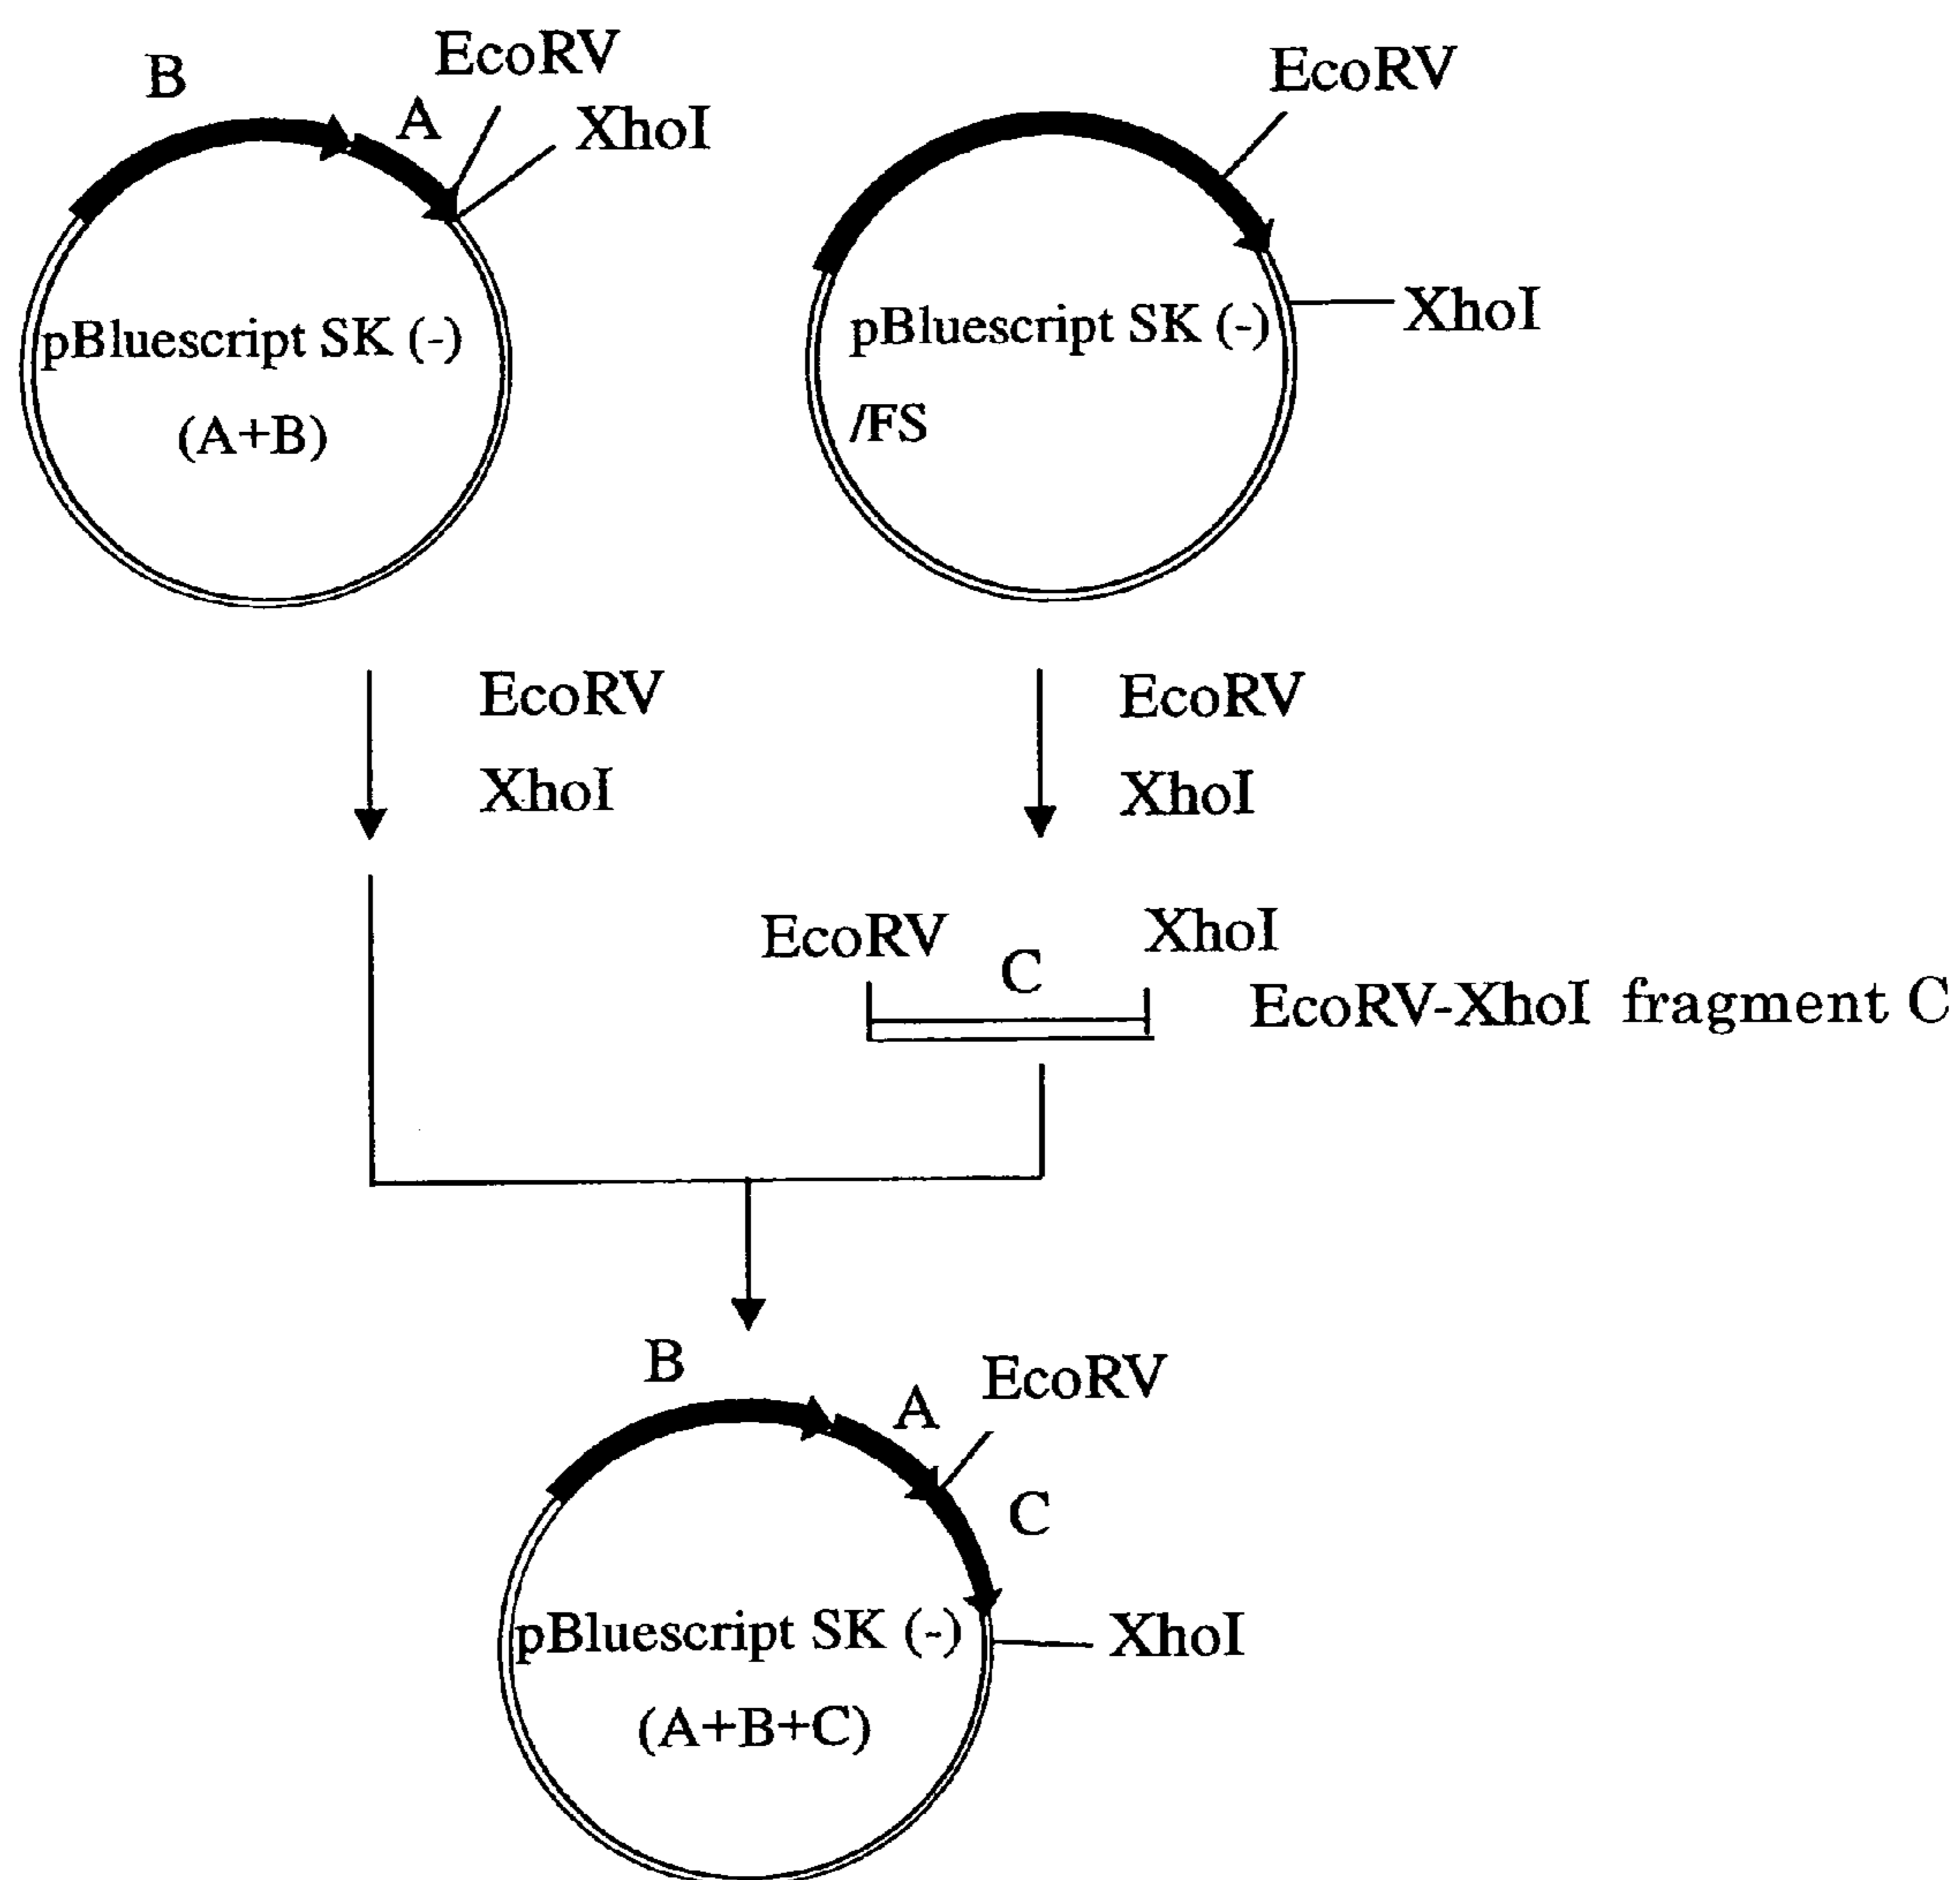 B
EcoRV
A
XhoI
pBluescript SK (-)
(A+B)
EcoRV
pBluescript SK (-)
/FS
XhoI
EcoRV
XhoI
EcoRV
XhoI
EcoRV
C
XhoI
EcoRV-XhoI fragment C
B
A
EcoRV
C
pBluescript SK (-)
(A+B+C)
XhoI